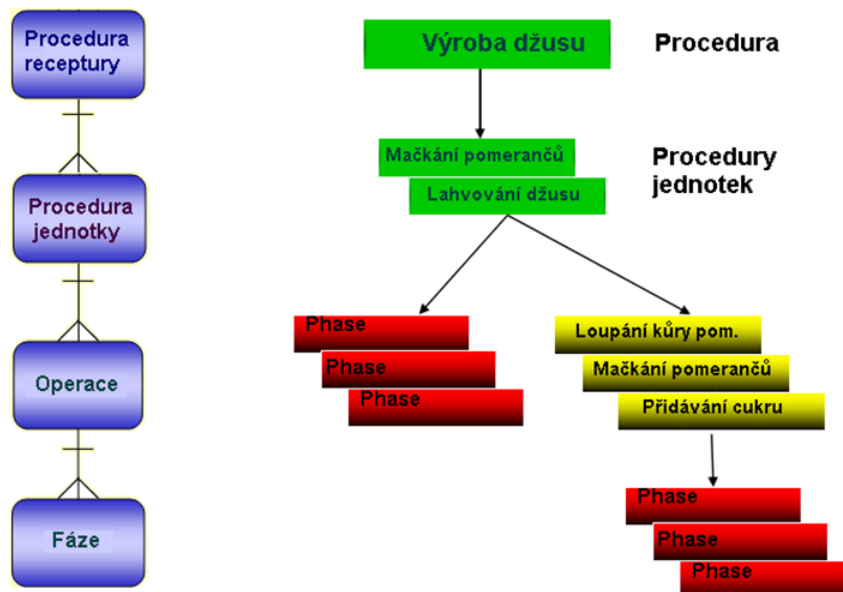 Procedura
receptury
Procedura
jednotky
Operace
Fáze
Výroba džusu
Procedura
Mačkání pomerančů
Lahvování džusu
Procedury
jednotek
Phase
Phase
Phase
Loupání kůry pom.
Mačkání pomerančů
Přidávání cukru
Phase
Phase
Phase